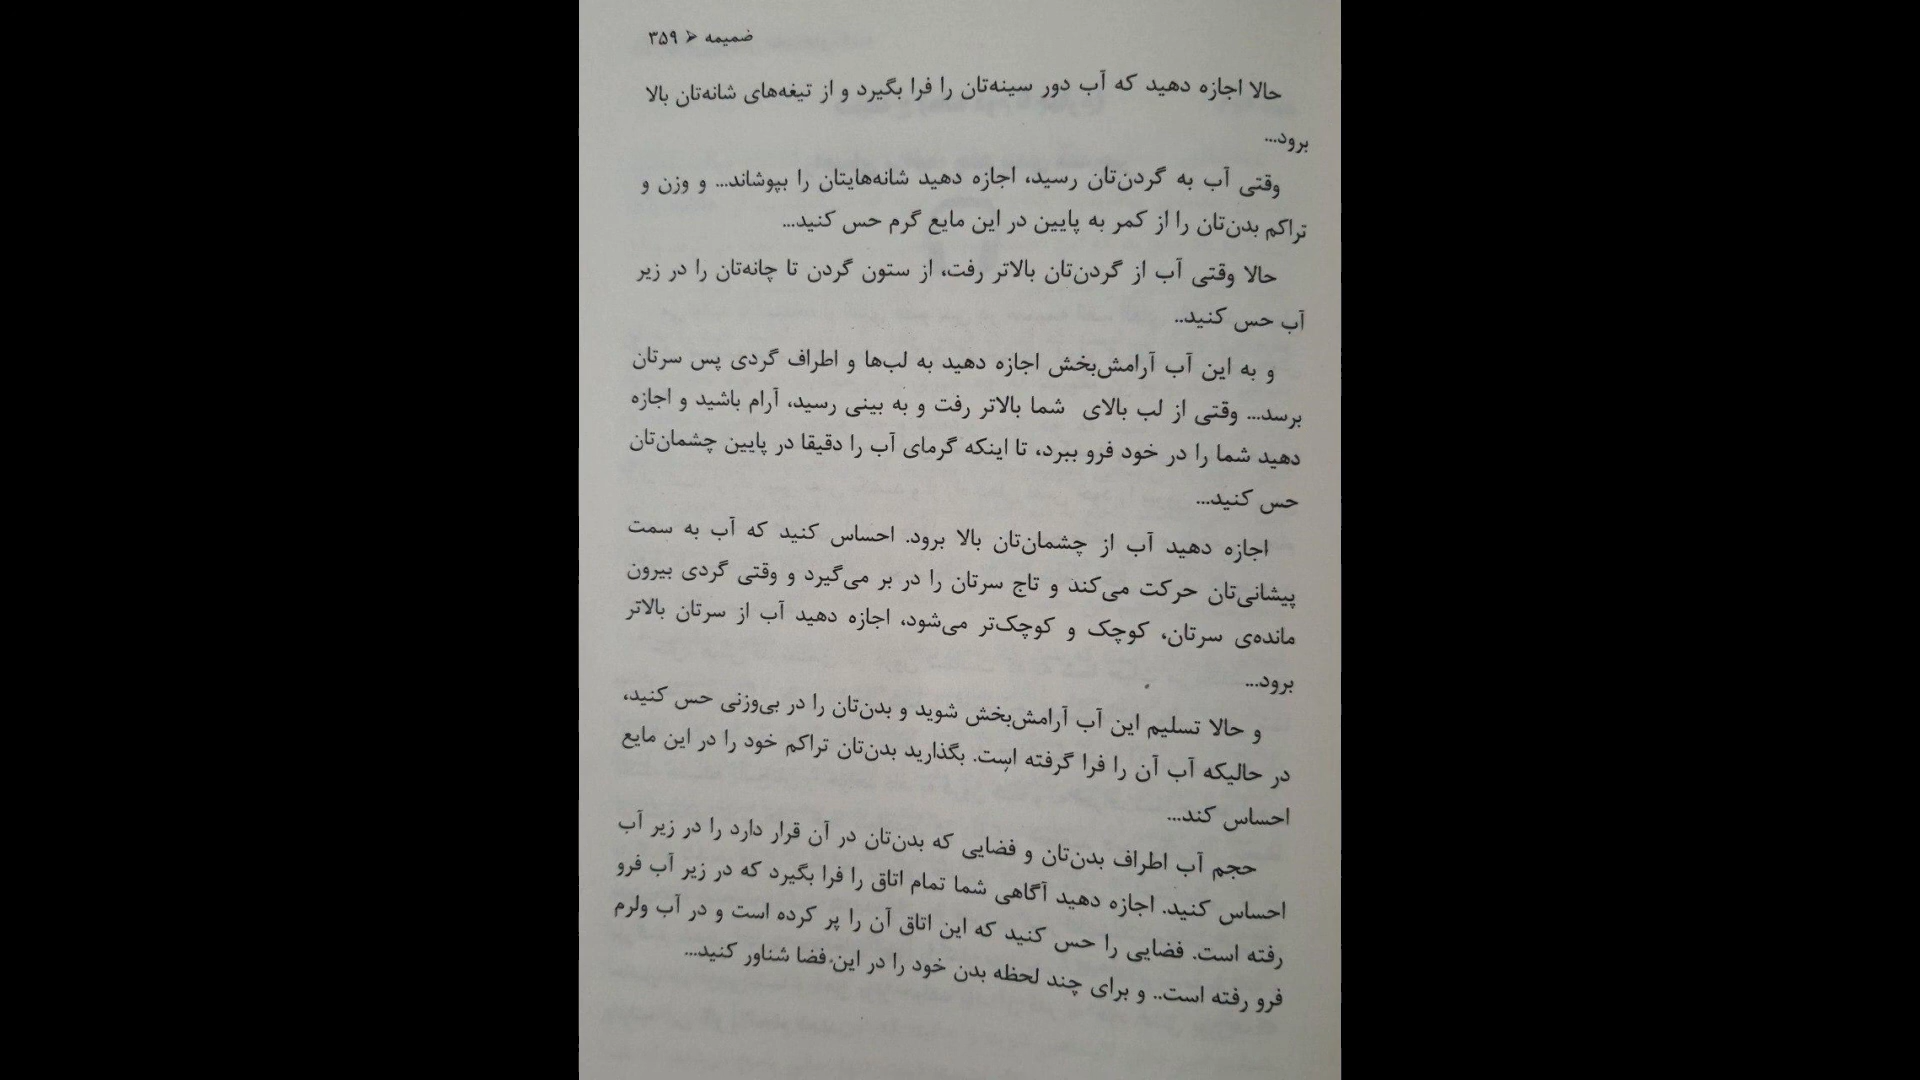 ضمیمه ➤ ۳۵۹
حالا اجازه دهید که آب دور سینه‌تان را فرا بگیرد و از تیغه‌های شانه‌تان بالا
برود...
وقتی آب به گردن‌تان رسید، اجازه دهید شانه‌هایتان را بپوشاند... و وزن و
تراکم بدن‌تان را از کمر به پایین در این مایع گرم حس کنید...
حالا وقتی آب از گردن‌تان بالاتر رفت، از ستون گردن تا چانه‌تان را در زیر
آب حس کنید..
و به این آب آرامش‌بخش اجازه دهید به لب‌ها و اطراف گردی پس سرتان
برسد... وقتی از لب بالای شما بالاتر رفت و به بینی رسید، آرام باشید و اجازه
دهید شما را در خود فرو ببرد، تا اینکه گرمای آب را دقیقا در پایین چشمان‌تان
حس کنید...
اجازه دهید آب از چشمان‌تان بالا برود. احساس کنید که آب به سمت
پیشانی‌تان حرکت می‌کند و تاج سرتان را در بر می‌گیرد و وقتی گردی بیرون
مانده‌ی سرتان، کوچک و کوچک‌تر می‌شود، اجازه دهید آب از سرتان بالاتر
برود...
و حالا تسلیم این آب آرامش‌بخش شوید و بدن‌تان را در بی‌وزنی حس کنید،
در حالیکه آب آن را فرا گرفته است. بگذارید بدن‌تان تراکم خود را در این مایع
احساس کند...
حجم آب اطراف بدن‌تان و فضایی که بدن‌تان در آن قرار دارد را در زیر آب
احساس کنید. اجازه دهید آگاهی شما تمام اتاق را فرا بگیرد که در زیر آب فرو
رفته است. فضایی را حس کنید که این اتاق آن را پر کرده است و در آب ولرم
فرو رفته است.. و برای چند لحظه بدن خود را در این فضا شناور کنید...